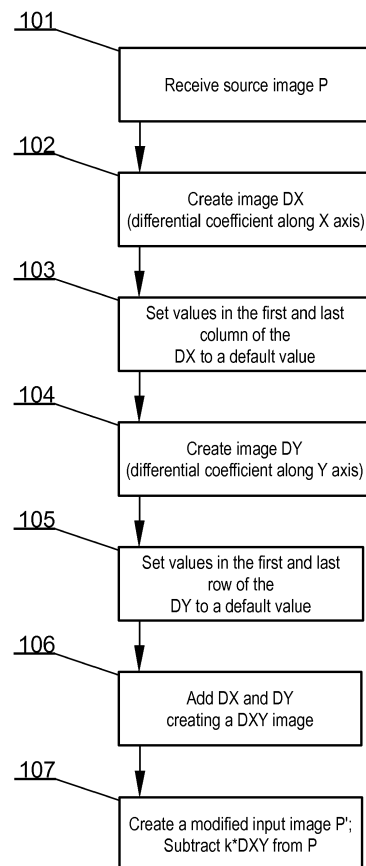 101
Receive source image P
102
Create image DX
(differential coefficient along X axis)
103
Set values in the first and last
column of the
DX to a default value
104
Create image DY
(differential coefficient along Y axis)
105
Set values in the first and last
row of the
DY to a default value
106
Add DX and DY
creating a DXY image
107
Create a modified input image P';
Subtract k*DXY from P